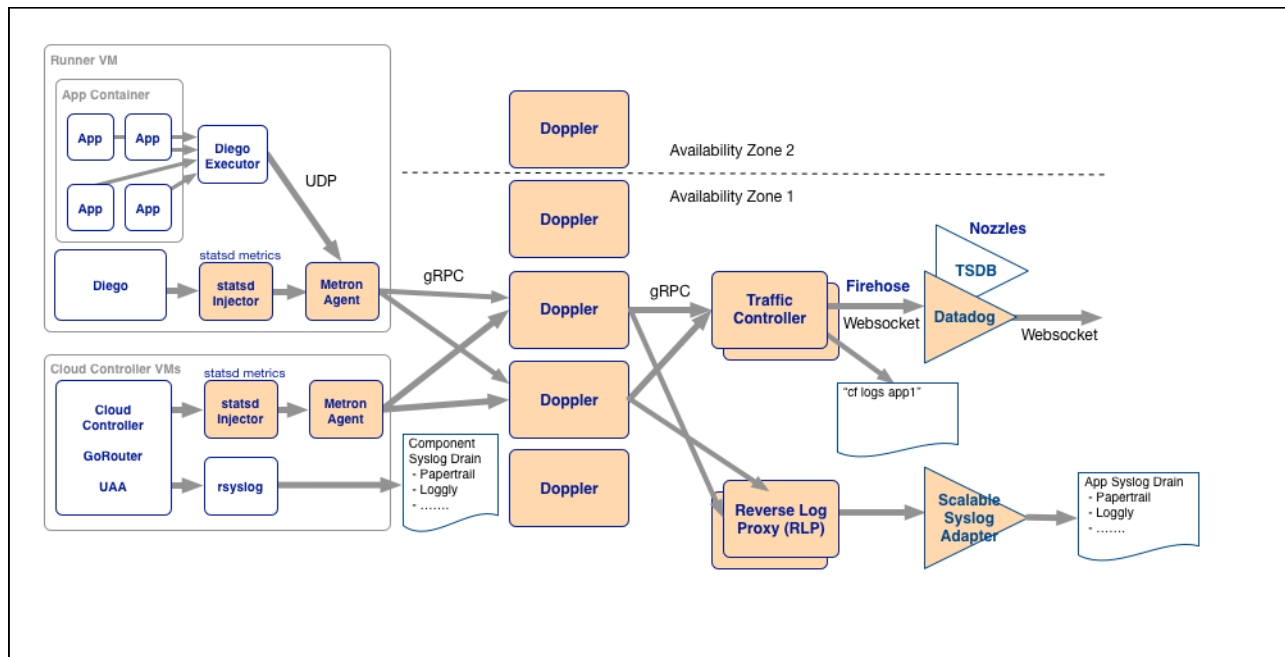 Runner VM
App Container
App
App
App
App
Diego
Executor
UDP
statsd metrics
Diego
statsd
Injector
Metron
Agent
gRPC
Cloud Controller VMs
statsd metrics
Cloud
Controller
GoRouter
UAA
statsd
Injector
Metron
Agent
rsyslog
Component
Syslog Drain
- Papertrail
- Loggly
- .......
Doppler
Availability Zone 2
Availability Zone 1
Doppler
Doppler
Doppler
Doppler
gRPC
Traffic
Controller
Firehose
Websocket
Nozzles
TSDB
Datadog
Websocket
“cf logs app1”
Reverse Log
Proxy (RLP)
Scalable
Syslog
Adapter
App Syslog Drain
- Papertrail
- Loggly
- .......